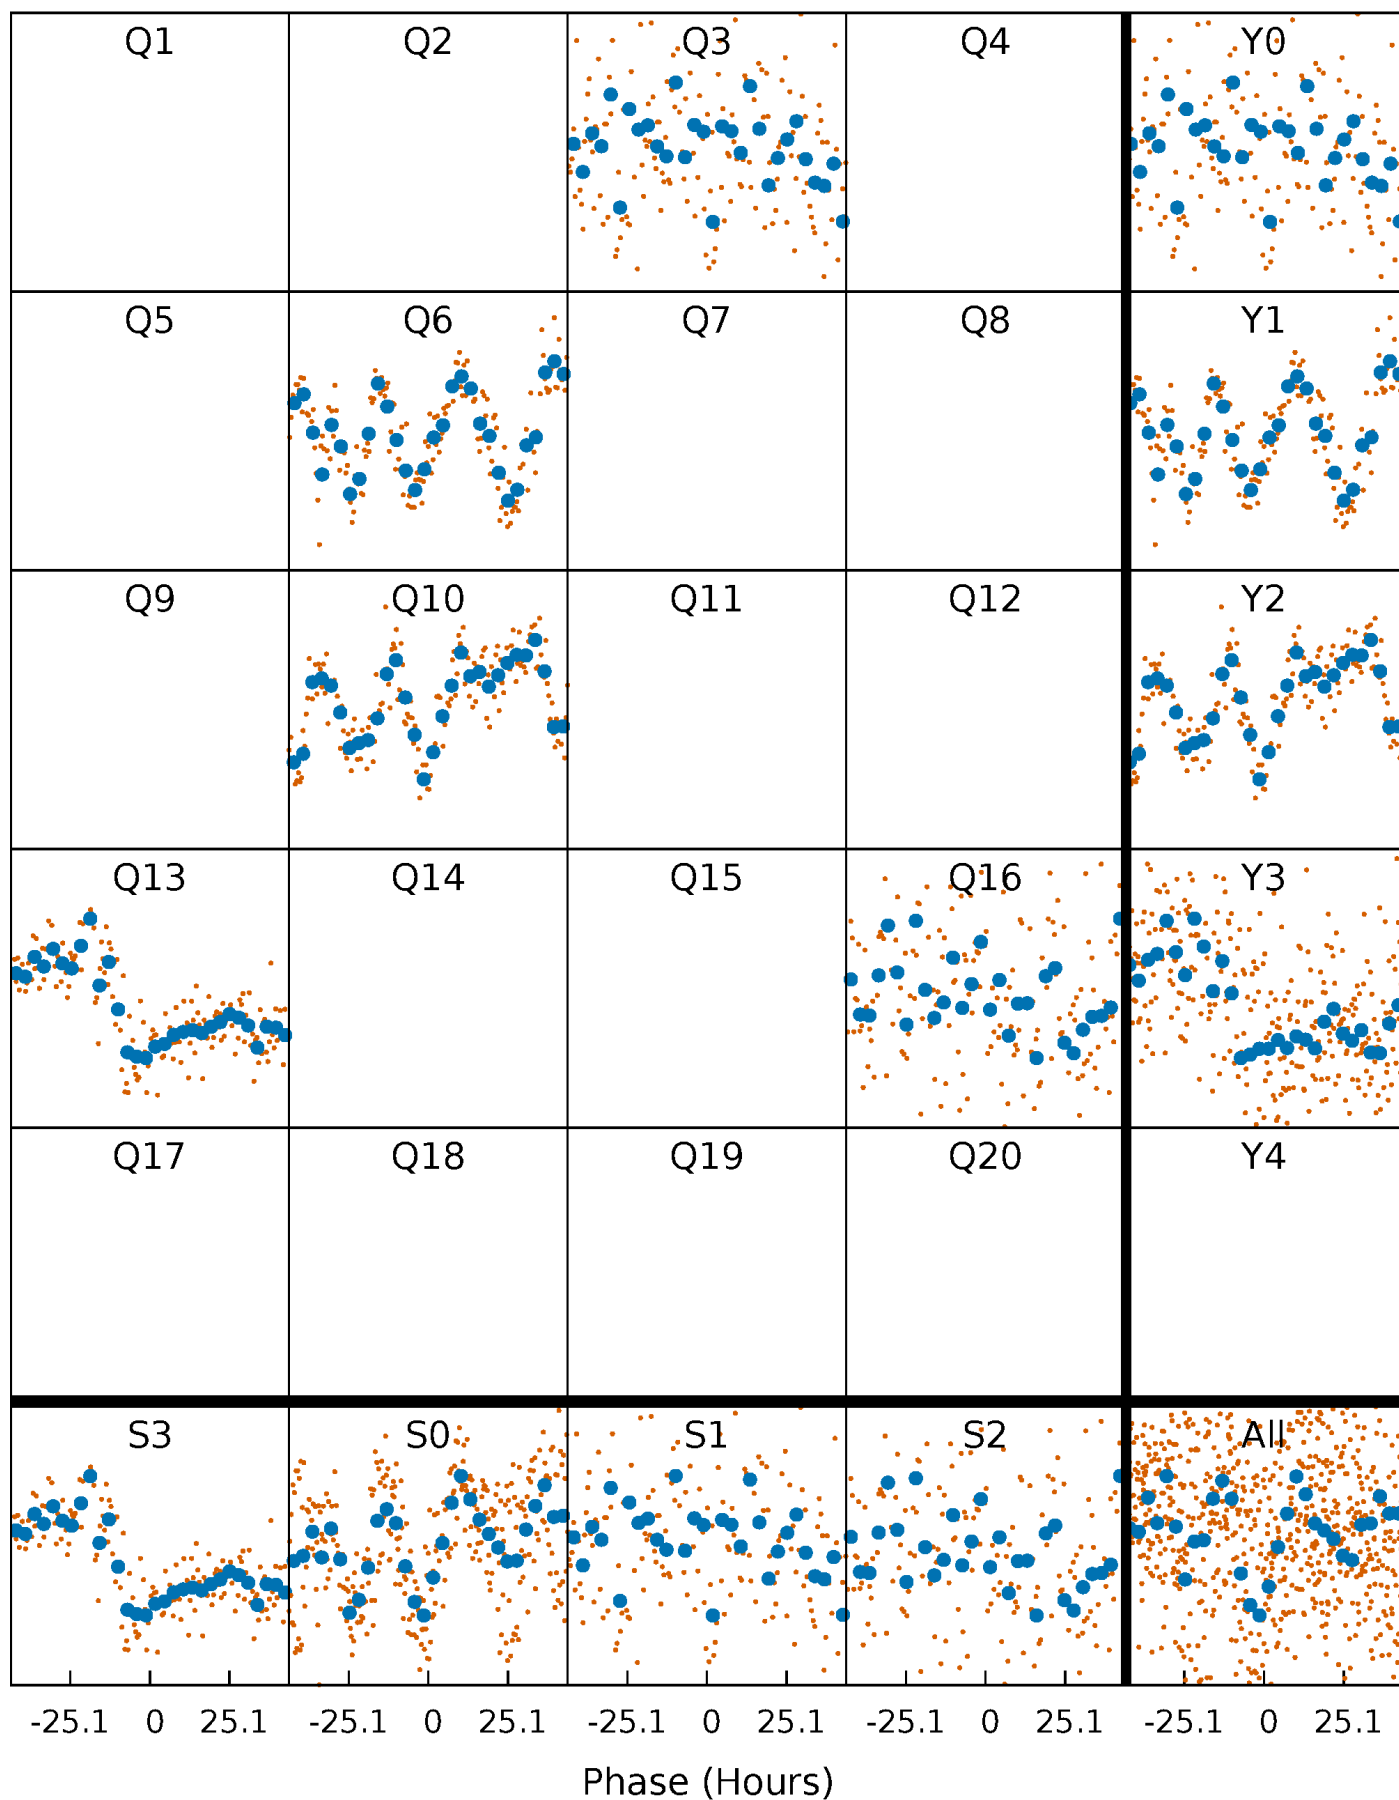 Q1 Q2 Q3 Q4 Y0
Q5 Q6 Q7 Q8 Y1
Q9 Q10 Q11 Q12 Y2
Q13 Q14 Q15 Q16 Y3
Q17 Q18 Q19 Q20 Y4
S3 S0 S1 S2 All
-25.1 0 25.1 -25.1 0 25.1 -25.1 0 25.1 -25.1 0 25.1 -25.1 0 25.1
Phase (Hours)